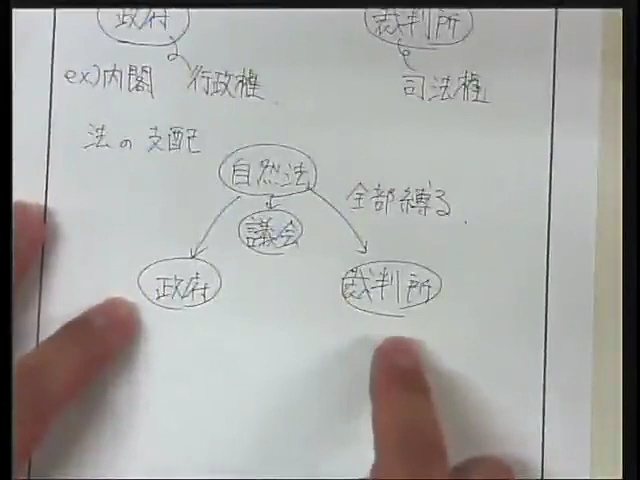 政府 裁判所
ex)内閣 行政権 司法権
法の支配
自然法
全部縛る.
議会
政府 裁判所